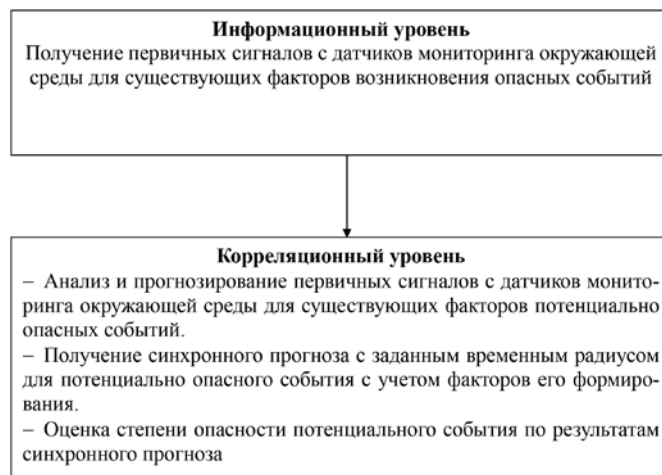 Информационный уровень
Получение первичных сигналов с датчиков мониторинга окружающей
среды для существующих факторов возникновения опасных событий
Корреляционный уровень
– Анализ и прогнозирование первичных сигналов с датчиков монито-
ринга окружающей среды для существующих факторов потенциально
опасных событий.
– Получение синхронного прогноза с заданным временным радиусом
для потенциально опасного события с учетом факторов его формиро-
вания.
– Оценка степени опасности потенциального события по результатам
синхронного прогноза